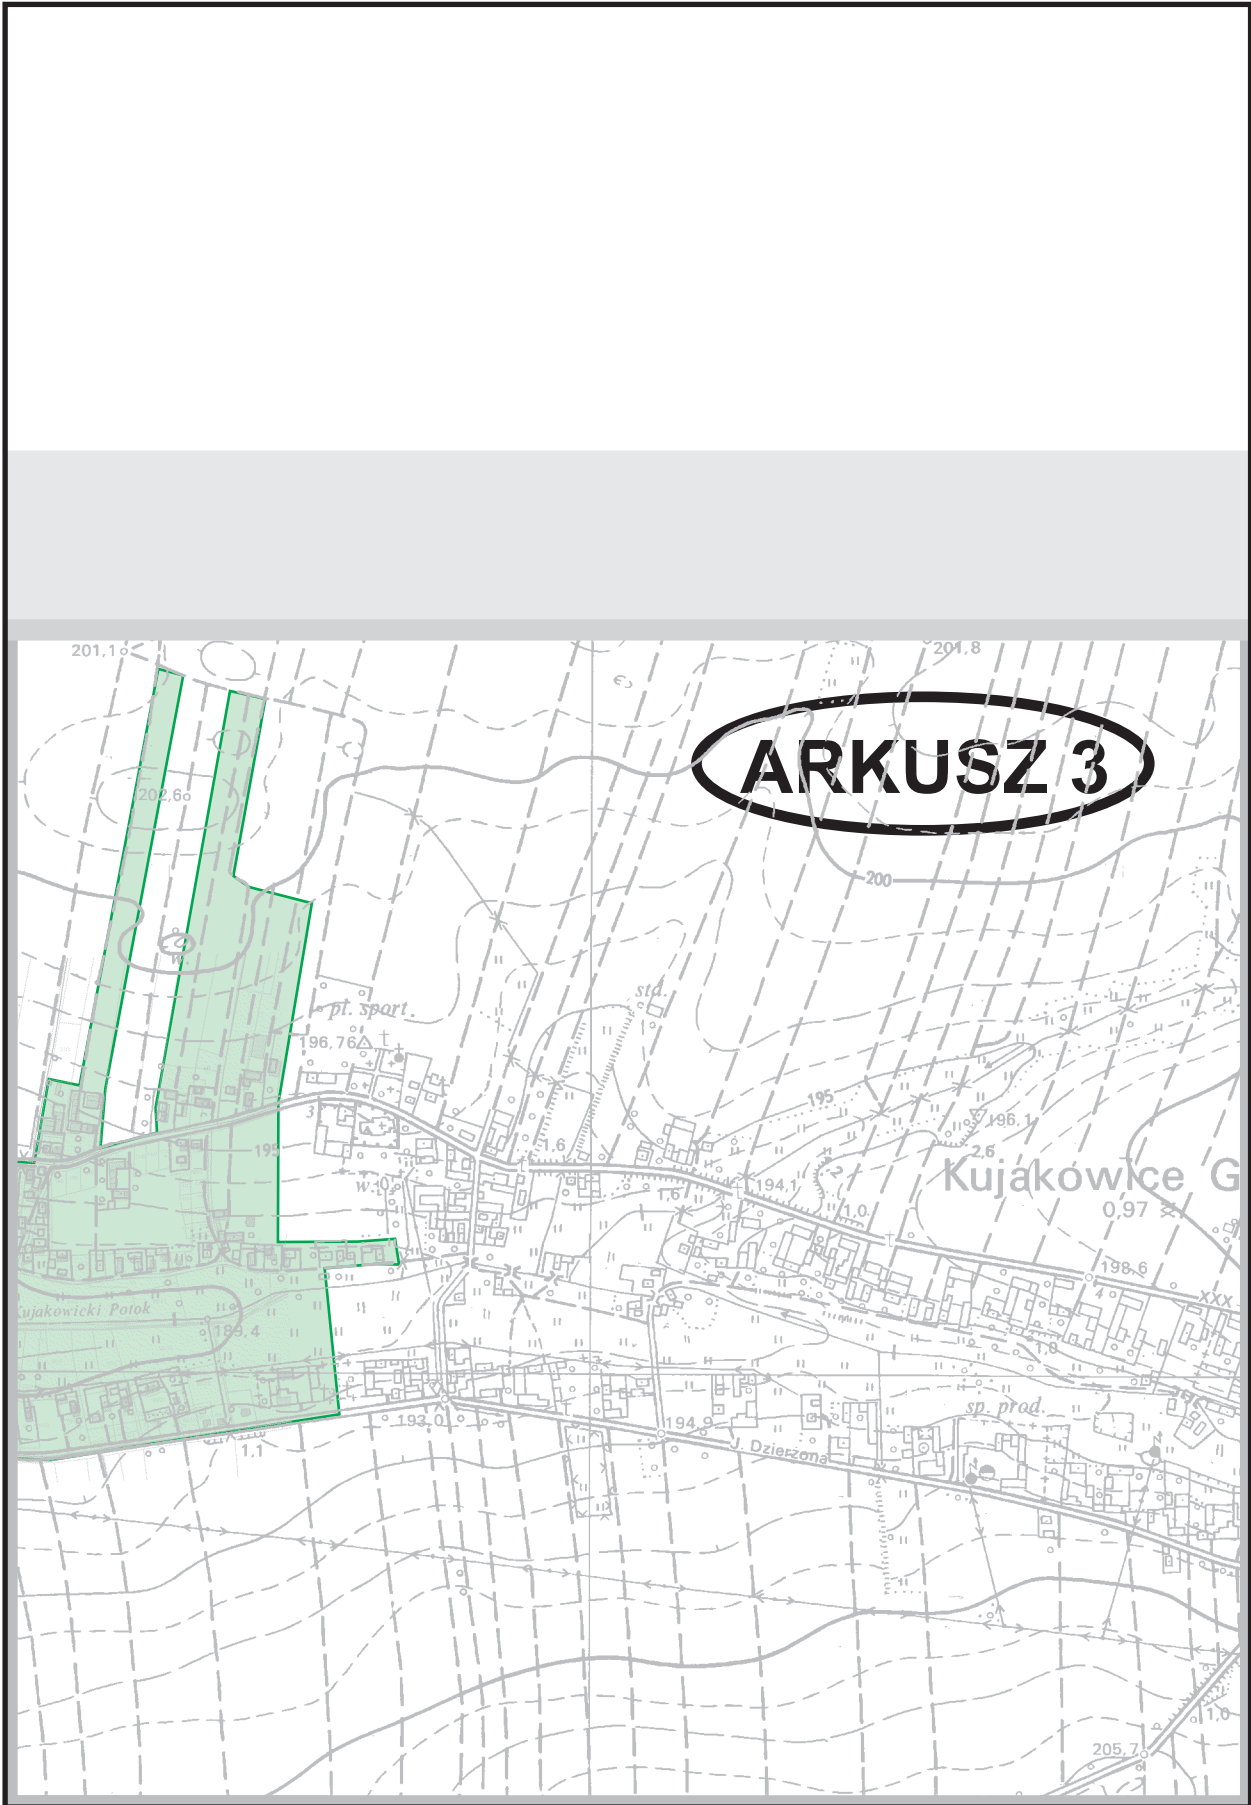 201,1
201,8
ARKUSZ 3
202,6
200
w.
std.
pl. sport.
196,76
195
196,1
3
195
1.6
2,6
Kujakowice G
w.
1.6
194,1
1,0
0,97
198,6
4
XXX
Kujakowicki Potok
189,4
1,0
sp. prod.
193,0
194,9
1,1
J. Dzierżona
1,0
205,7